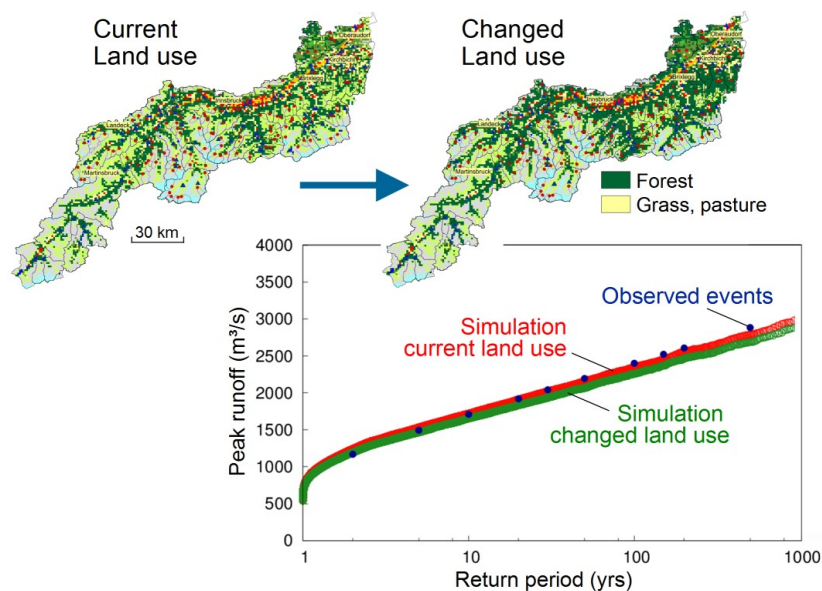 Current
Land use
Changed
Land use
Oberaudorf
Kirchbichl
Brixlegg
Innsbruck
Landeck
Martinsbruck
Oberaudorf
Kirchbichl
Brixlegg
Innsbruck
Landeck
Martinsbruck
30 km
Forest
Grass, pasture
4000
3500
3000
2500
2000
1500
1000
500
0
Peak runoff (m³/s)
Observed events
Simulation
current land use
Simulation
changed land use
1
10
100
1000
Return period (yrs)